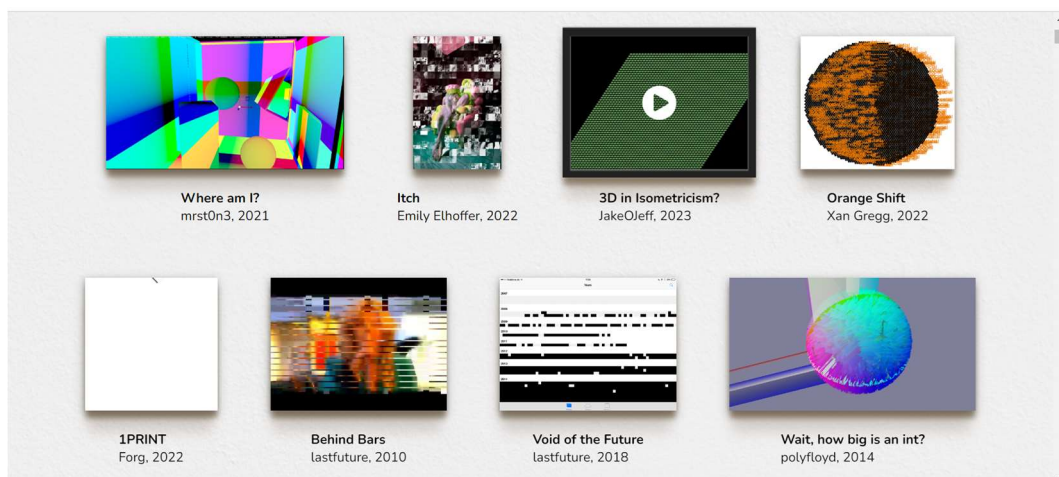 Where am I?
mrst0n3, 2021
Itch
Emily Elhoffer, 2022
3D in Isometricism?
JakeOJeff, 2023
Orange Shift
Xan Gregg, 2022
1PRINT
Forg, 2022
Behind Bars
lastfuture, 2010
Void of the Future
lastfuture, 2018
Wait, how big is an int?
polyfloyd, 2014